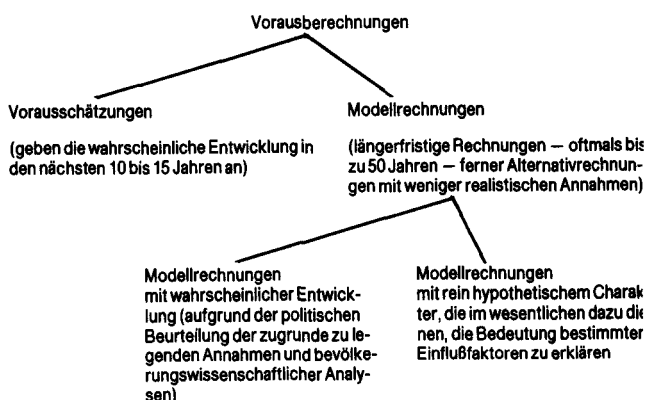 Vorausberechnungen
Vorausschätzungen
(geben die wahrscheinliche Entwicklung in
den nächsten 10 bis 15 Jahren an)
Modellrechnungen
(längerfristige Rechnungen — oftmals bis
zu 50 Jahren — ferner Alternativrechnun-
gen mit weniger realistischen Annahmen)
Modellrechnungen
mit wahrscheinlicher Entwick-
lung (aufgrund der politischen
Beurteilung der zugrunde zu le-
genden Annahmen und bevölke-
rungswissenschaftlicher Analy-
sen)
Modellrechnungen
mit rein hypothetischem Charak
ter, die im wesentlichen dazu die
nen, die Bedeutung bestimmter
Einflußfaktoren zu erklären